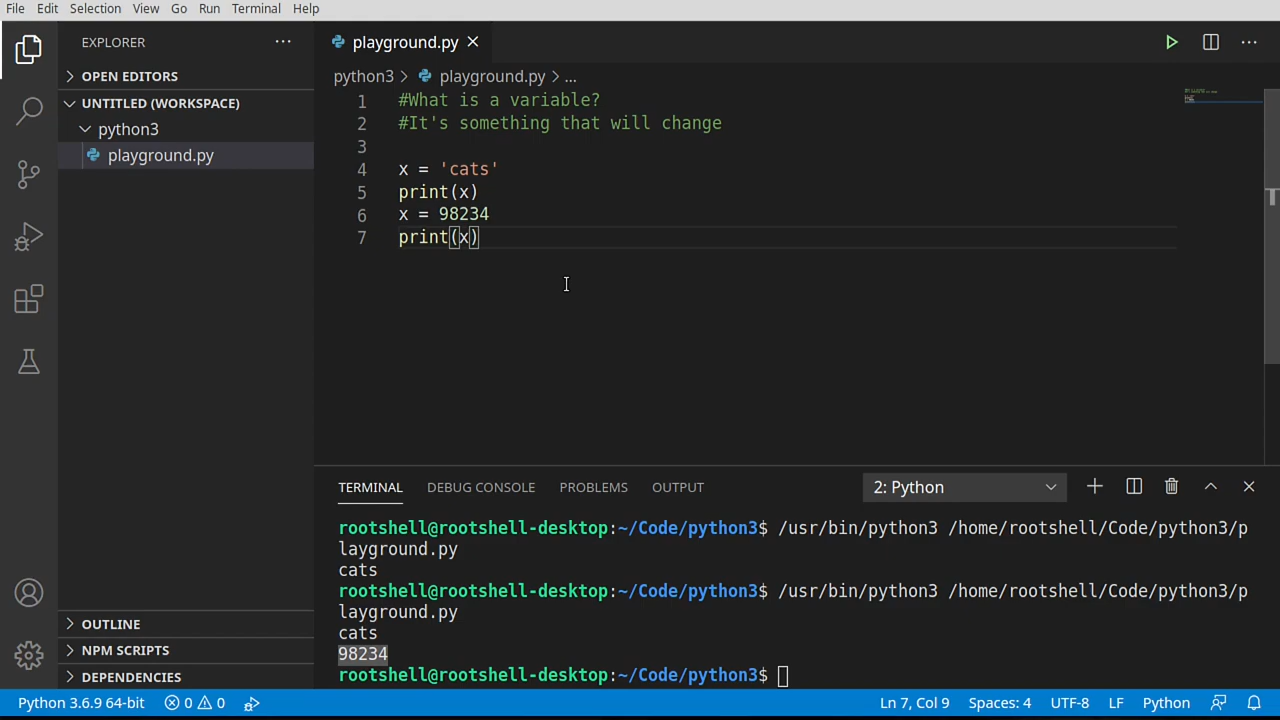 File Edit Selection View Go Run Terminal Help
EXPLORER
OPEN EDITORS
UNTITLED (WORKSPACE)
python3
playground.py
OUTLINE
NPM SCRIPTS
DEPENDENCIES
playground.py
python3 > playground.py > ...
1 #What is a variable?
2 #It's something that will change
3
4 x = 'cats'
5 print(x)
6 x = 98234
7 print(x)
TERMINAL DEBUG CONSOLE PROBLEMS OUTPUT 2: Python
rootshell@rootshell-desktop:~/Code/python3$ /usr/bin/python3 /home/rootshell/Code/python3/p
layground.py
cats
rootshell@rootshell-desktop:~/Code/python3$ /usr/bin/python3 /home/rootshell/Code/python3/p
layground.py
cats
98234
rootshell@rootshell-desktop:~/Code/python3$
Python 3.6.9 64-bit 0 0 Ln 7, Col 9 Spaces: 4 UTF-8 LF Python